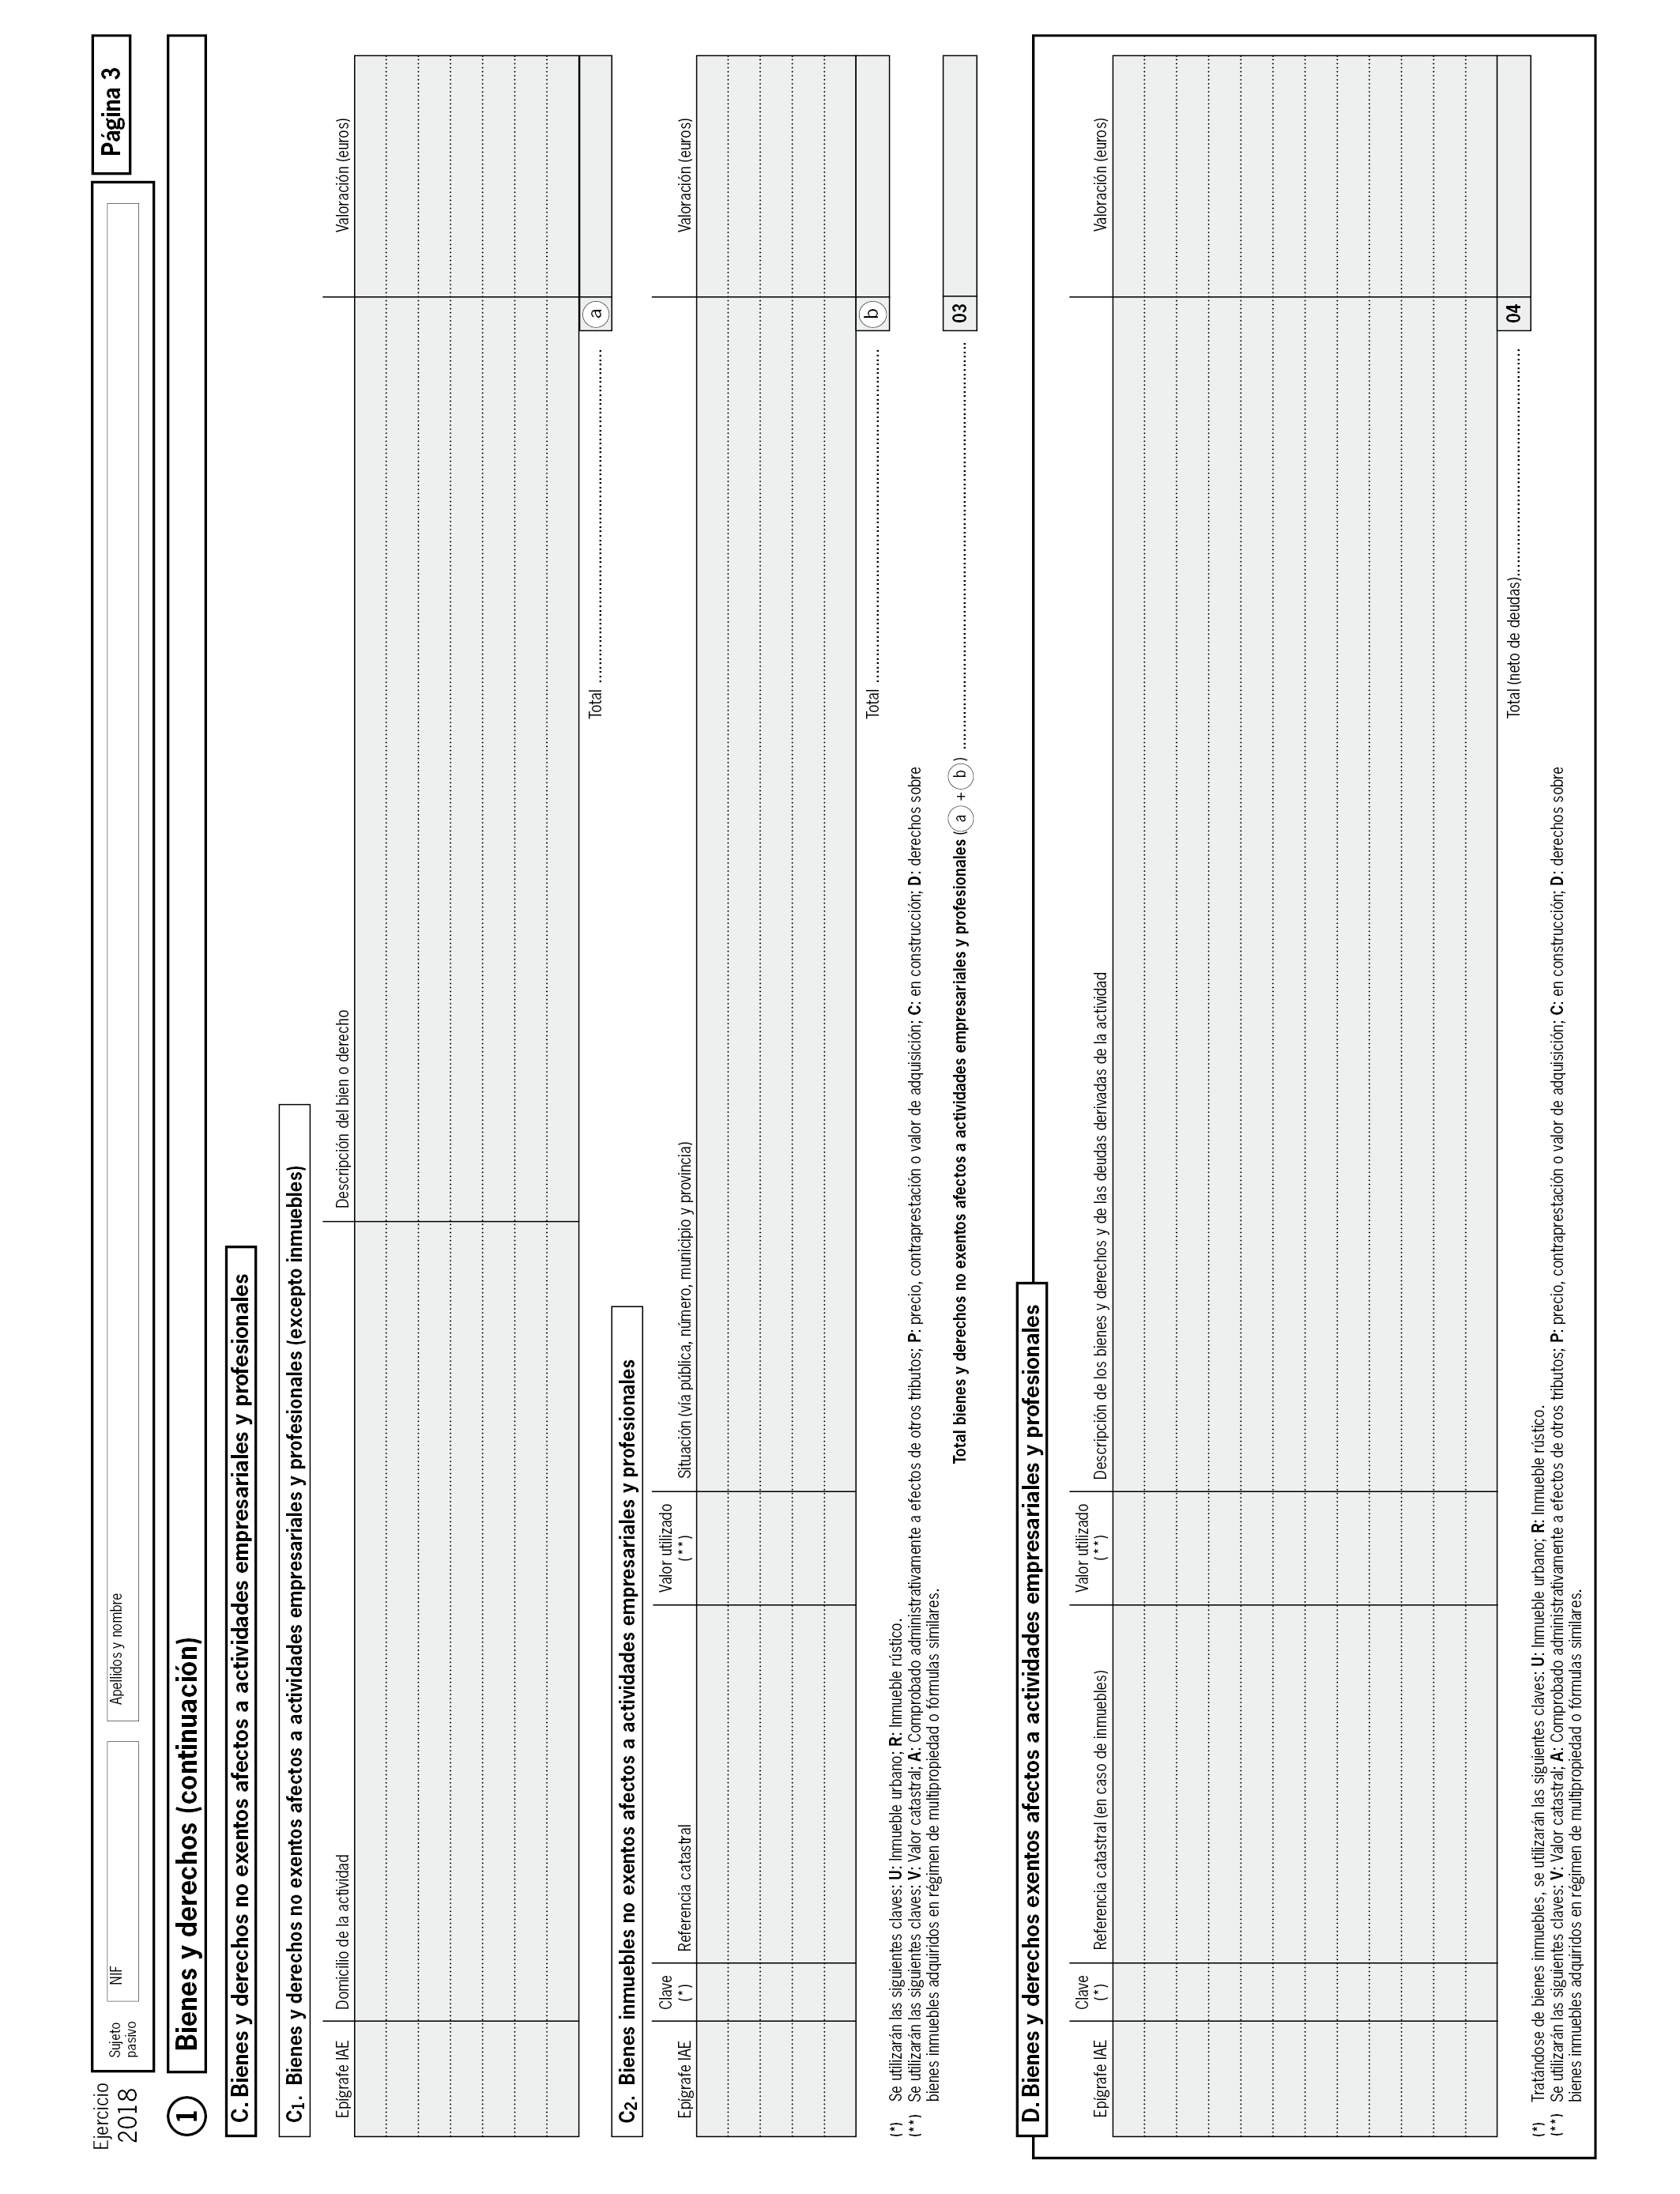 Ejercicio
2018
Sujeto
pasivo
NIF
Apellidos y nombre
Página 3
1
Bienes y derechos (continuación)
C. Bienes y derechos no exentos afectos a actividades empresariales y profesionales
C1. Bienes y derechos no exentos afectos a actividades empresariales y profesionales (excepto inmuebles)
Epígrafe IAE Domicilio de la actividad Descripción del bien o derecho Valoración (euros)
Total ........................................................ a
C2. Bienes inmuebles no exentos afectos a actividades empresariales y profesionales
Epígrafe IAE Clave (*) Referencia catastral Valor utilizado (**) Situación (vía pública, número, municipio y provincia) Valoración (euros)
Total ........................................................ b
(*) Se utilizarán las siguientes claves: U: Inmueble urbano; R: Inmueble rústico.
(**) Se utilizarán las siguientes claves: V: Valor catastral; A: Comprobado administrativamente a efectos de otros tributos; P: precio, contraprestación o valor de adquisición; C: en construcción; D: derechos sobre
bienes inmuebles adquiridos en régimen de multipropiedad o fórmulas similares.
Total bienes y derechos no exentos afectos a actividades empresariales y profesionales ( a + b ) ........................................................ 03
D. Bienes y derechos exentos afectos a actividades empresariales y profesionales
Epígrafe IAE Clave (*) Referencia catastral (en caso de inmuebles) Valor utilizado (**) Descripción de los bienes y derechos y de las deudas derivadas de la actividad Valoración (euros)
Total (neto de deudas)........................................ 04
(*) Tratándose de bienes inmuebles, se utilizarán las siguientes claves: U: Inmueble urbano; R: Inmueble rústico.
(**) Se utilizarán las siguientes claves: V: Valor catastral; A: Comprobado administrativamente a efectos de otros tributos; P: precio, contraprestación o valor de adquisición; C: en construcción; D: derechos sobre
bienes inmuebles adquiridos en régimen de multipropiedad o fórmulas similares.